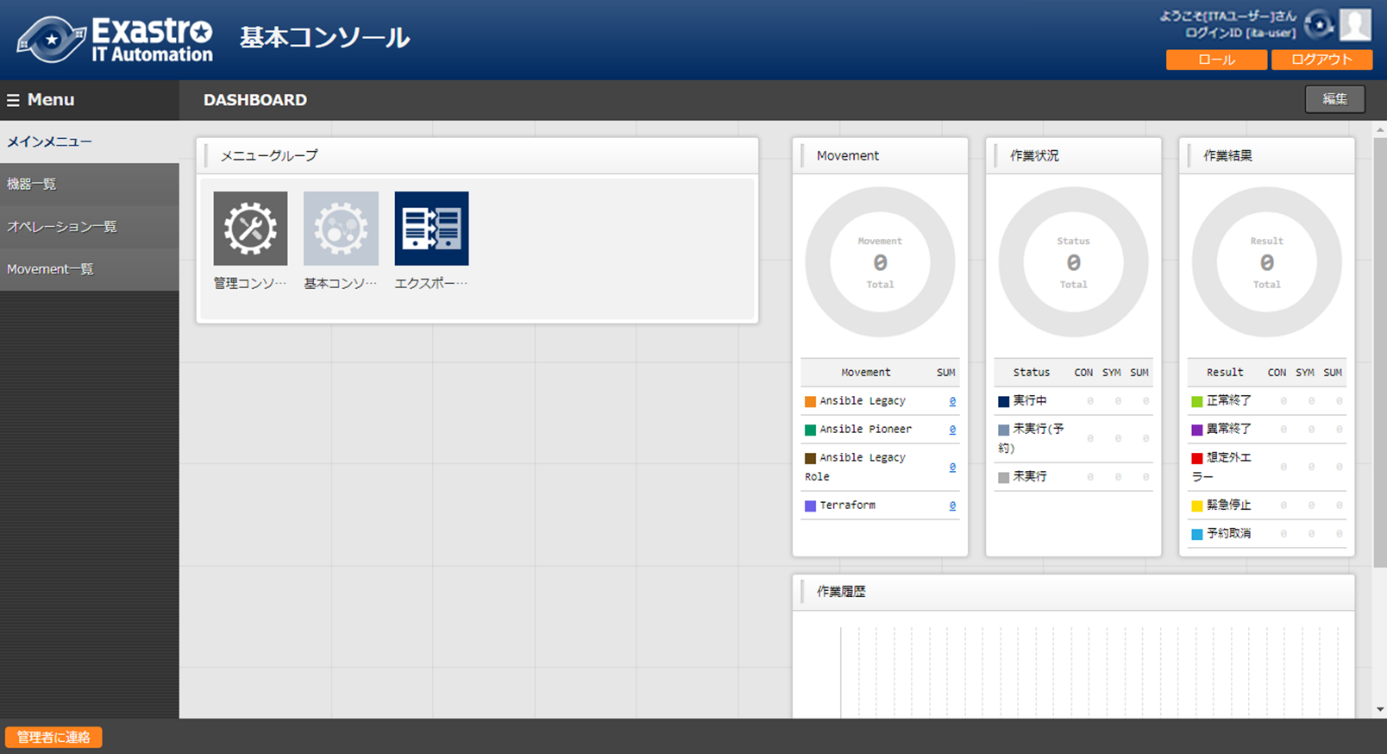 Exastro
IT Automation
基本コンソール
ようこそ[ITAユーザー]さん
ログインID [ita-user]
ロール
ログアウト
Menu
DASHBOARD
編集
メインメニュー
機器一覧
オペレーション一覧
Movement一覧
メニューグループ
管理コンソ…
基本コンソ…
エクスポー…
Movement
Movement
0
Total
Movement SUM
Ansible Legacy 0
Ansible Pioneer 0
Ansible Legacy
Role 0
Terraform 0
作業状況
Status
0
Total
Status CON SYM SUM
実行中 0 0 0
未実行(予
約) 0 0 0
未実行 0 0 0
作業結果
Result
0
Total
Result CON SYM SUM
正常終了 0 0 0
異常終了 0 0 0
想定外エ
ラー 0 0 0
緊急停止 0 0 0
予約取消 0 0 0
作業履歴
管理者に連絡